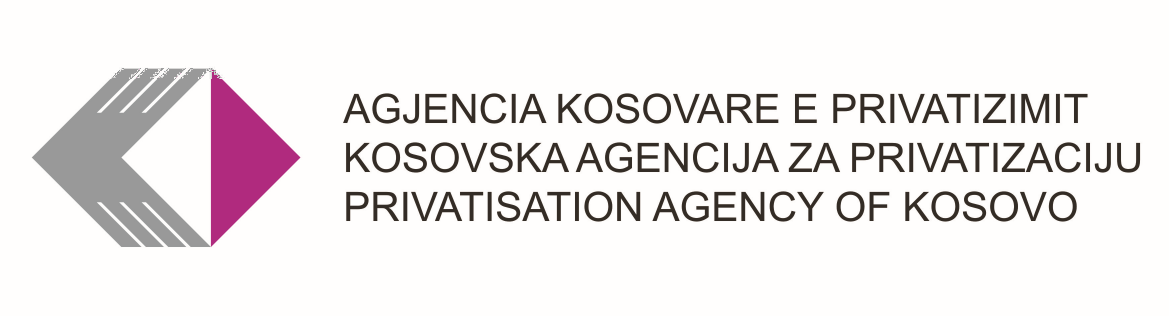 AGJENCIA KOSOVARE E PRIVATIZIMIT
KOSOVSKA AGENCIJA ZA PRIVATIZACIJU
PRIVATISATION AGENCY OF KOSOVO